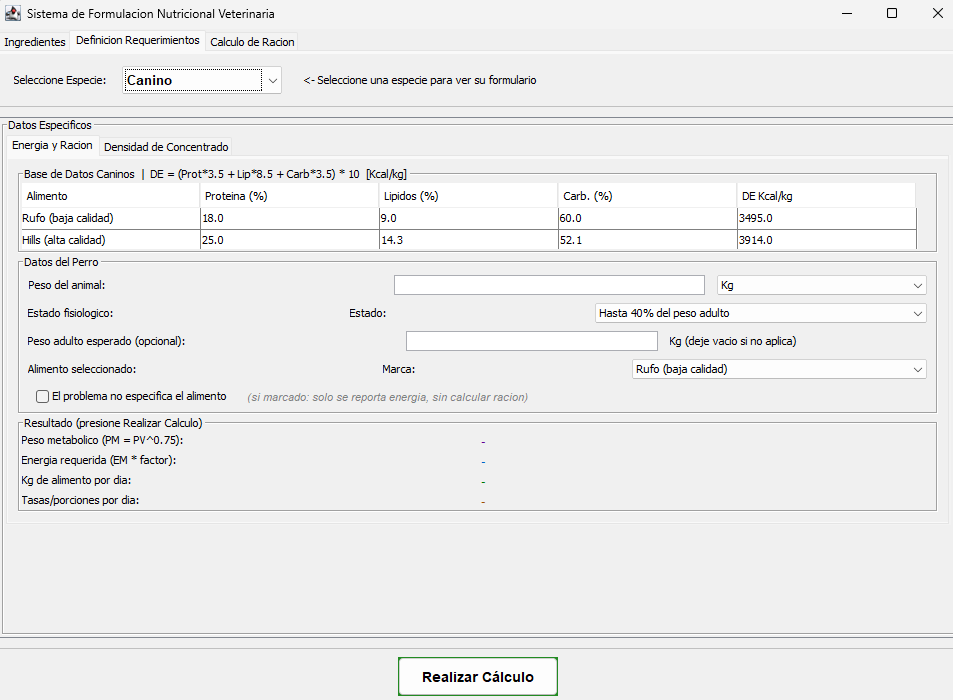 Sistema de Formulacion Nutricional Veterinaria
Ingredientes Definicion Requerimientos Calculo de Racion
Seleccione Especie: Canino <- Seleccione una especie para ver su formulario
Datos Especificos
Energia y Racion Densidad de Concentrado
Base de Datos Caninos | DE = (Prot*3.5 + Lip*8.5 + Carb*3.5) * 10 [Kcal/kg]
Alimento Proteina (%) Lipidos (%) Carb. (%) DE Kcal/kg
Rufo (baja calidad) 18.0 9.0 60.0 3495.0
Hills (alta calidad) 25.0 14.3 52.1 3914.0
Datos del Perro
Peso del animal: Kg
Estado fisiologico: Estado: Hasta 40% del peso adulto
Peso adulto esperado (opcional): Kg (deje vacio si no aplica)
Alimento seleccionado: Marca: Rufo (baja calidad)
El problema no especifica el alimento (si marcado: solo se reporta energia, sin calcular racion)
Resultado (presione Realizar Calculo)
Peso metabolico (PM = PV^0.75): -
Energia requerida (EM * factor): -
Kg de alimento por dia: -
Tasas/porciones por dia: -
Realizar Cálculo